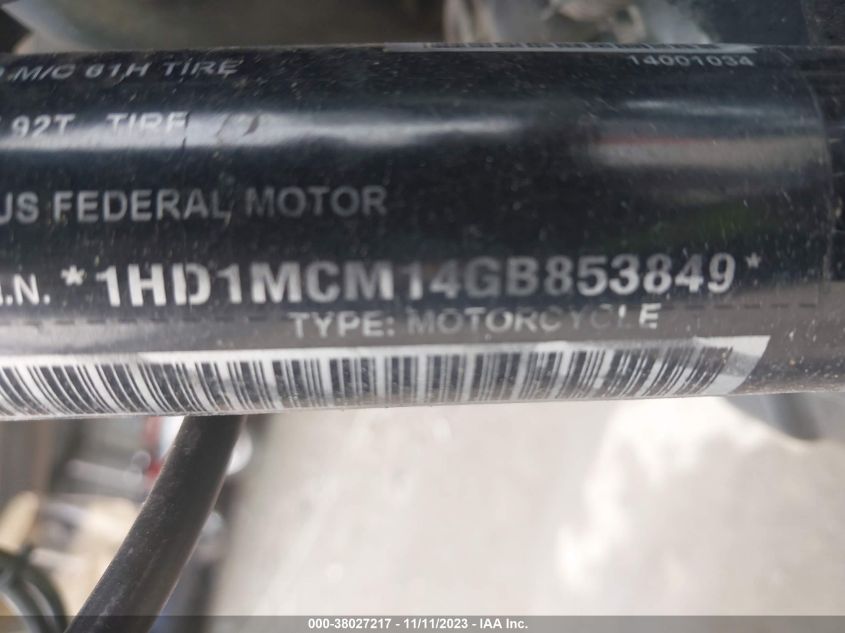 M/C 61H TIRE
14001034
92T TIRE
US FEDERAL MOTOR
I.N. *1HD1MCM14GB853849*
TYPE: MOTORCYCLE
000-38027217 - 11/11/2023 - IAA Inc.